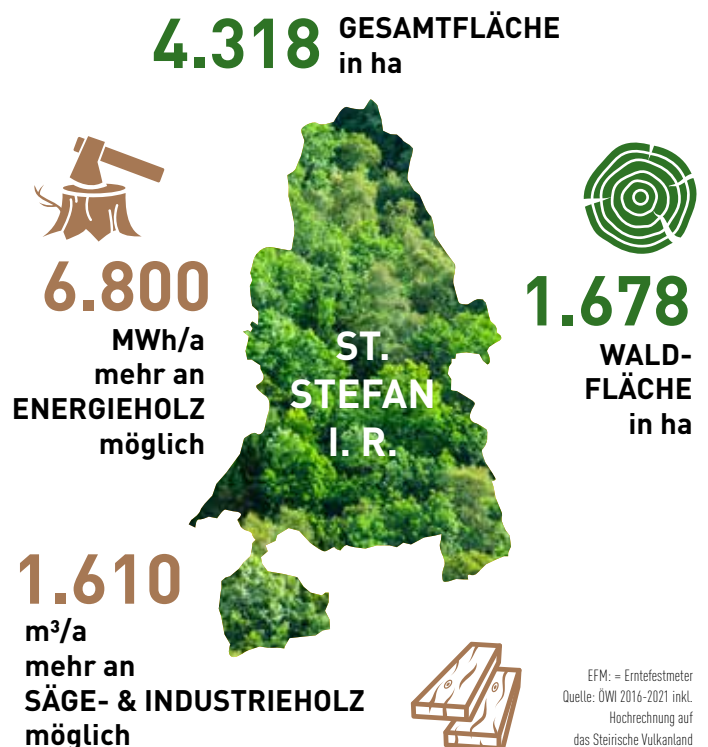 4.318 GESAMTFLÄCHE
in ha
6.800
MWh/a
mehr an
ENERGIEHOLZ
möglich
1.678
WALD-
FLÄCHE
in ha
ST.
STEFAN
I. R.
1.610
m³/a
mehr an
SÄGE- & INDUSTRIEHOLZ
möglich
EFM: = Erntefestmeter
Quelle: ÖWI 2016-2021 inkl.
Hochrechnung auf
das Steirische Vulkanland